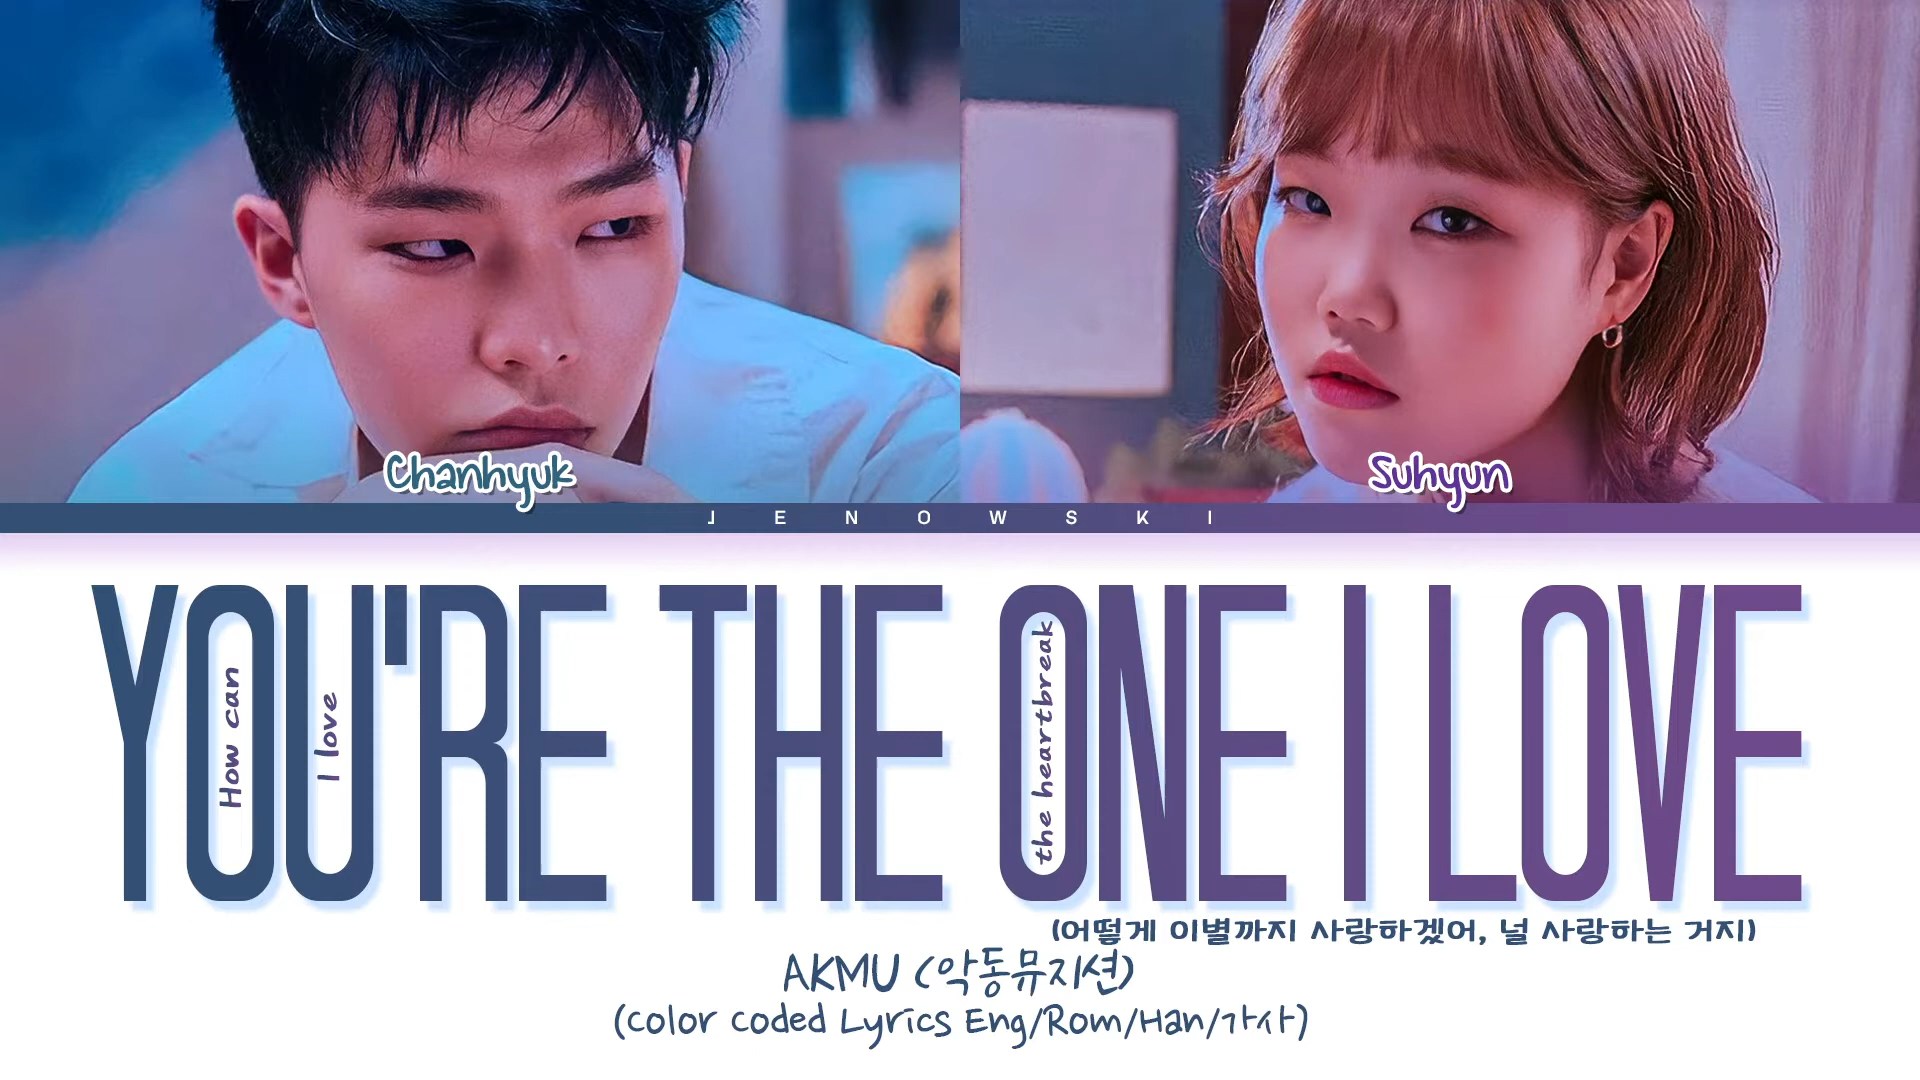 Chanhyuk
Suhyun
JENOWSKI
YOU'RE THE ONE I LOVE
How can
I love
the heartbreak
(어떻게 이별까지 사랑하겠어, 널 사랑하는 거지)
AKMU (악동뮤지션)
(Color Coded Lyrics Eng/Rom/Han/가사)